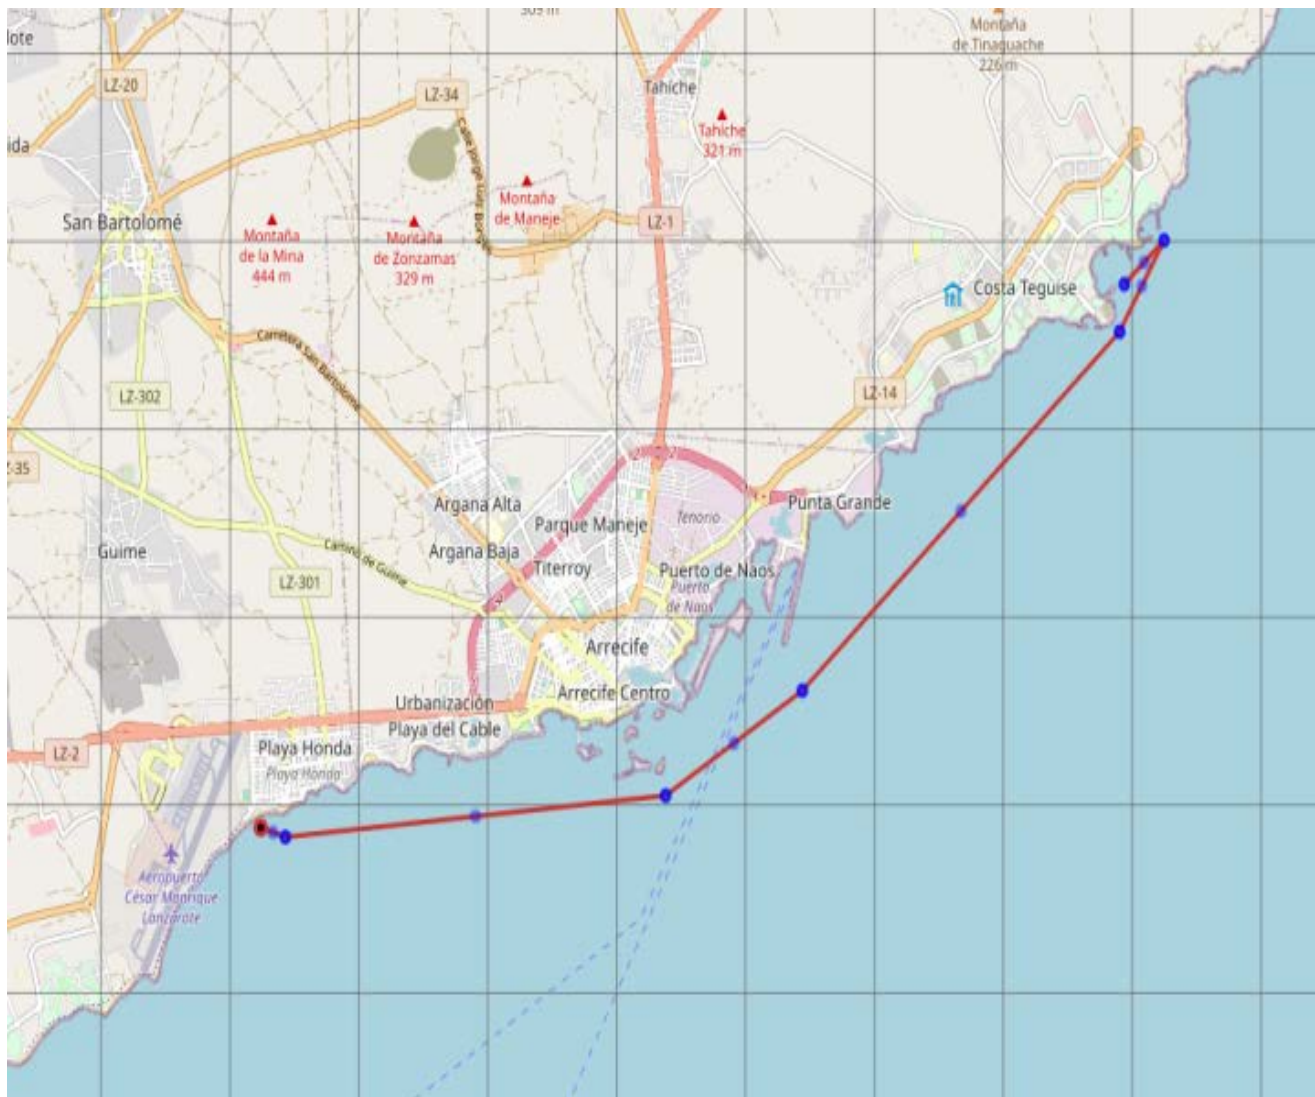 lote
Montaña
de Tinaguache
226 m
LZ-20
LZ-34
Tahiche
Tahiche
321 m
ida
Montaña
de Maneje
San Bartolomé
LZ-1
Montaña
de la Mina
444 m
Montaña
de Zonzamas
329 m
Costa Teguise
Carretera San Bartolomé
LZ-302
LZ-14
Z-35
Argana Alta
Punta Grande
Parque Maneje
Tenorio
Guime
Argana Baja
Camino de Guime
Titerroy
Puerto de Naos
Puerto
de Naos
LZ-301
Arrecife
Urbanización
Playa del Cable
Arrecife Centro
LZ-2
Playa Honda
Playa Honda
Aeropuerto
César Manrique
Lanzarote